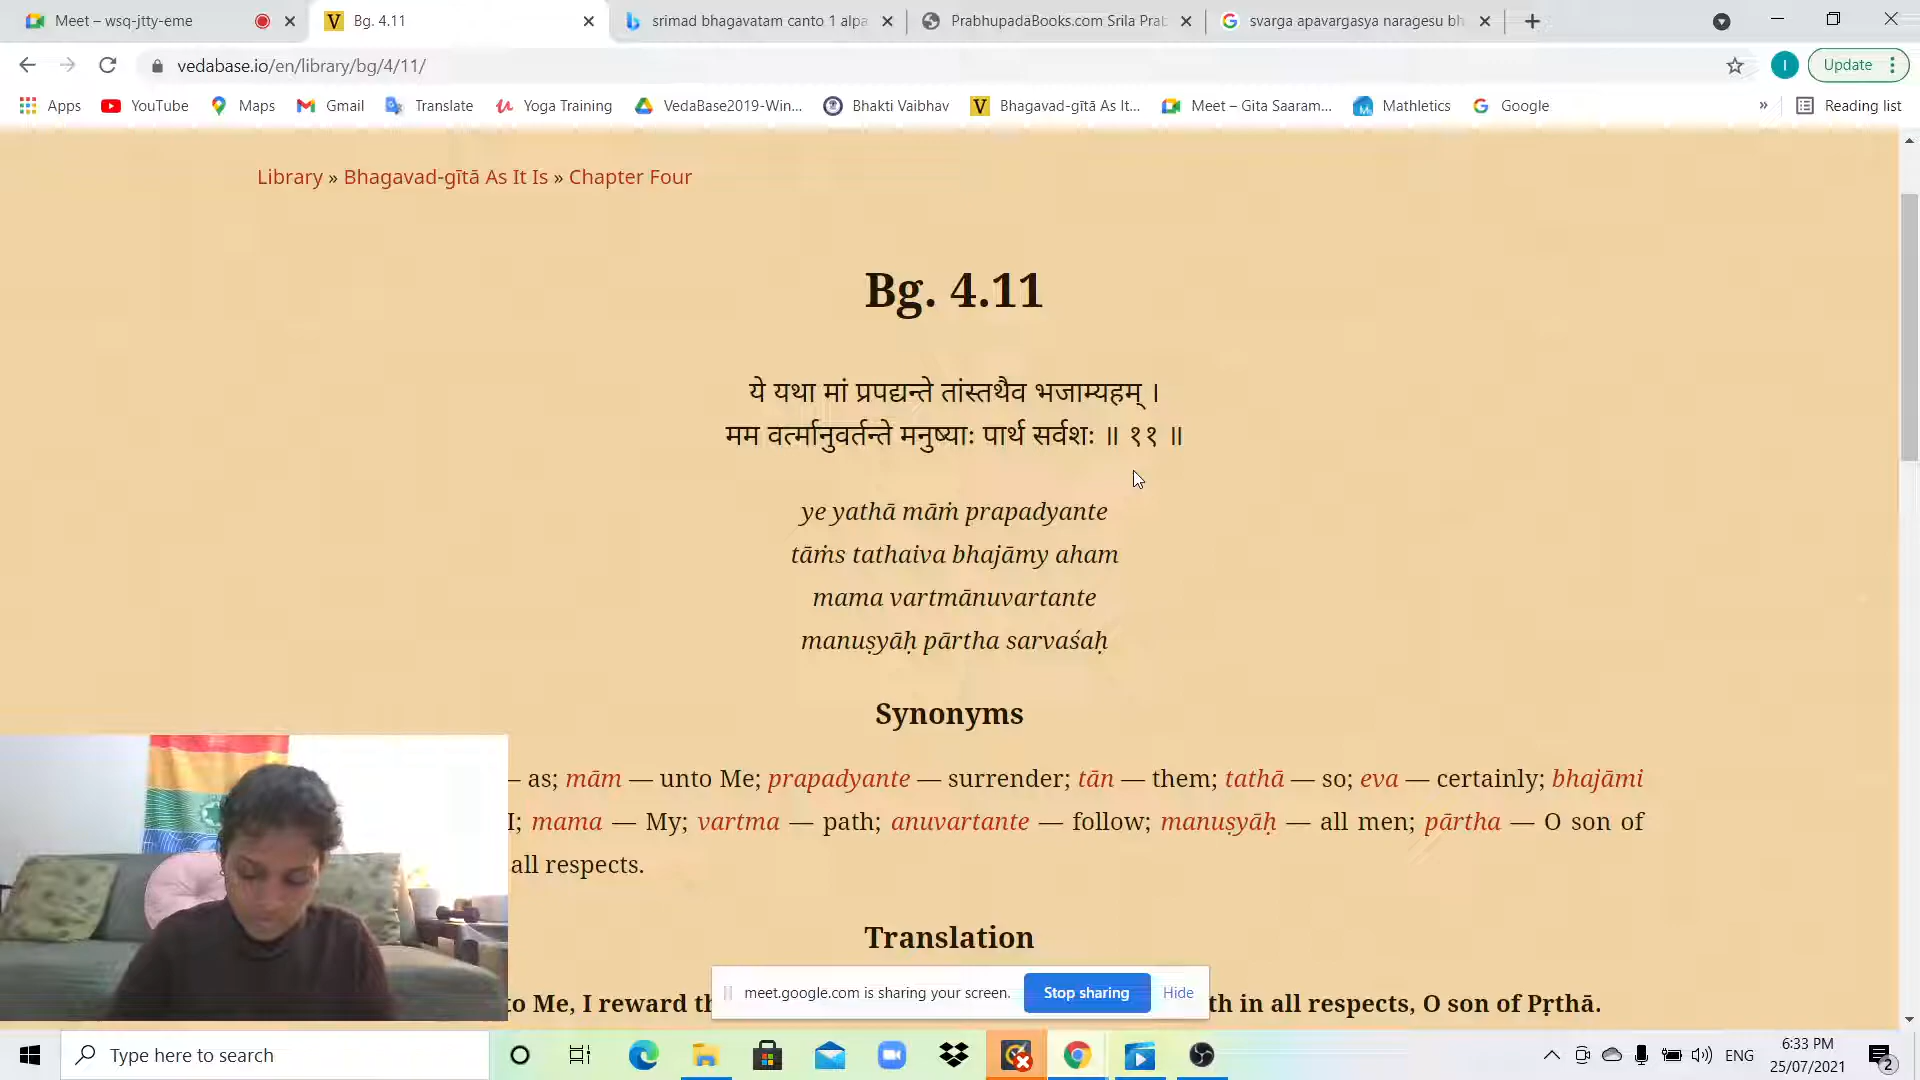 Meet – wsq-jtty-eme
Bg. 4.11
srimad bhagavatam canto 1 alpa
PrabhupadaBooks.com Srila Prab
svarga apavargasya naragesu bh
vedabase.io/en/library/bg/4/11/
I
Update
Apps
YouTube
Maps
Gmail
Translate
Yoga Training
VedaBase2019-Win...
Bhakti Vaibhav
Bhagavad-gītā As It...
Meet – Gita Saaram...
Mathletics
Google
»
Reading list
Library » Bhagavad-gītā As It Is » Chapter Four
Bg. 4.11
ये यथा मां प्रपद्यन्ते तांस्तथैव भजाम्यहम् ।
मम वर्त्मानुवर्तन्ते मनुष्याः पार्थ सर्वशः ॥ ११ ॥
ye yathā māṁ prapadyante
tāṁs tathaiva bhajāmy aham
mama vartmānuvartante
manuṣyāḥ pārtha sarvaśaḥ
Synonyms
— as; mām — unto Me; prapadyante — surrender; tān — them; tathā — so; eva — certainly; bhajāmi
I; mama — My; vartma — path; anuvartante — follow; manuṣyāḥ — all men; pārtha — O son of
all respects.
Translation
to Me, I reward th
th in all respects, O son of Pṛthā.
meet.google.com is sharing your screen.
Stop sharing
Hide
Type here to search
ENG
6:33 PM
25/07/2021
2